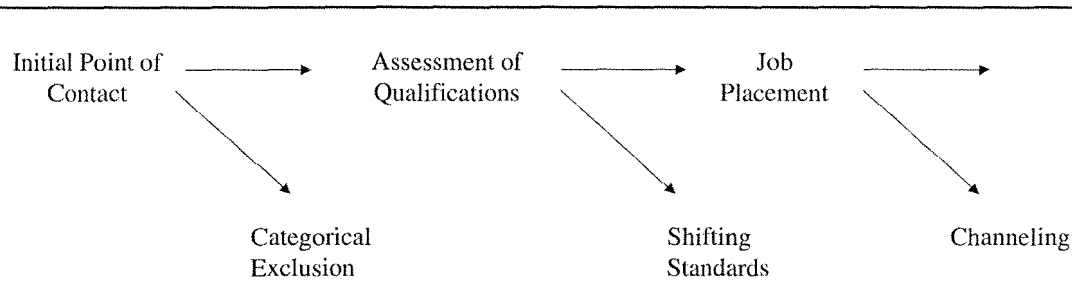 Initial Point of
Contact
Assessment of
Qualifications
Job
Placement
Categorical
Exclusion
Shifting
Standards
Channeling